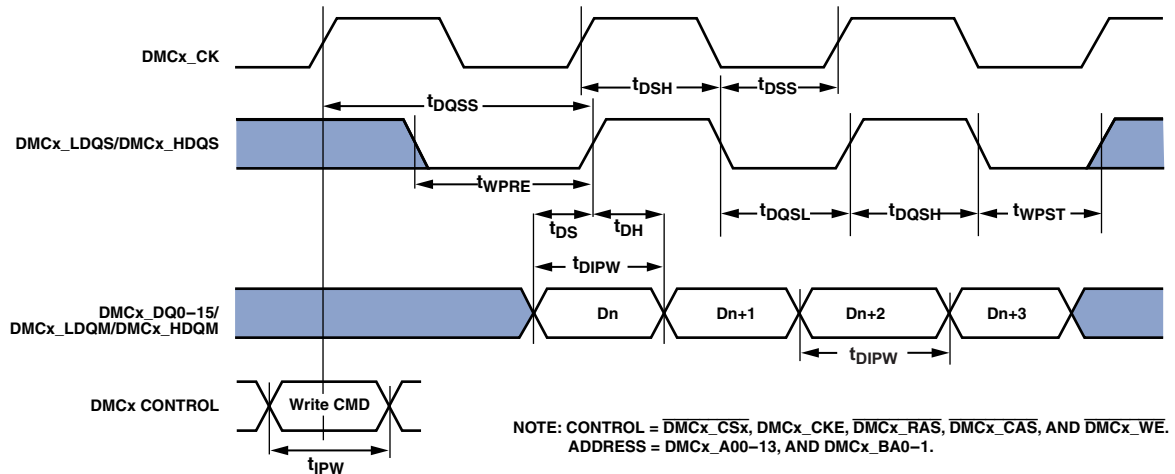 DMCx_CK
tDSH
tDSS
tDQSS
DMCx_LDQS/DMCx_HDQS
tWPRE
tDQSL
tDQSH
tWPST
tDS
tDH
tDIPW
DMCx_DQ0–15/
DMCx_LDQM/DMCx_HDQM
Dn
Dn+1
Dn+2
Dn+3
tDIPW
DMCx CONTROL
Write CMD
tIPW
NOTE: CONTROL = DMCx_CSx, DMCx_CKE, DMCx_RAS, DMCx_CAS, AND DMCx_WE.
ADDRESS = DMCx_A00-13, AND DMCx_BA0–1.